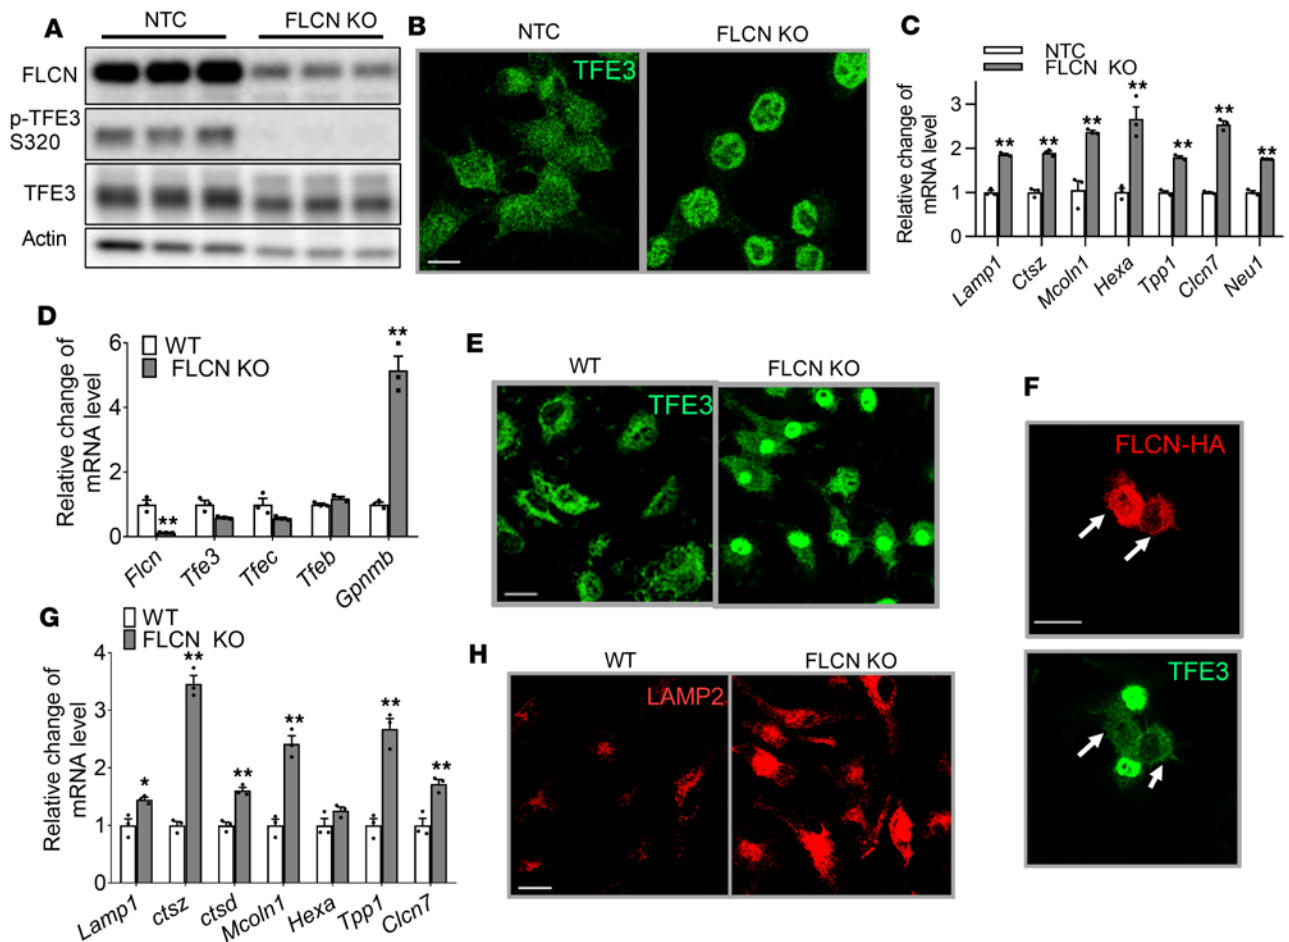 A
NTC
FLCN KO
FLCN
p-TFE3
S320
TFE3
Actin
B
NTC
FLCN KO
TFE3
C
NTC
FLCN KO
Relative change of
mRNA level
3
2
1
0
**
**
**
**
**
**
**
Lamp1
Ctsz
Mcoln1
Hexa
Tpp1
Clcn7
Neu1
D
WT
FLCN KO
Relative change of
mRNA level
6
4
2
0
**
**
Flcn
Tfe3
Tfec
Tfeb
Gpnmb
E
WT
FLCN KO
TFE3
F
FLCN-HA
TFE3
G
WT
FLCN KO
Relative change of
mRNA level
4
3
2
1
0
*
**
**
**
**
**
Lamp1
ctsz
ctsd
Mcoln1
Hexa
Tpp1
Clcn7
H
WT
FLCN KO
LAMP2